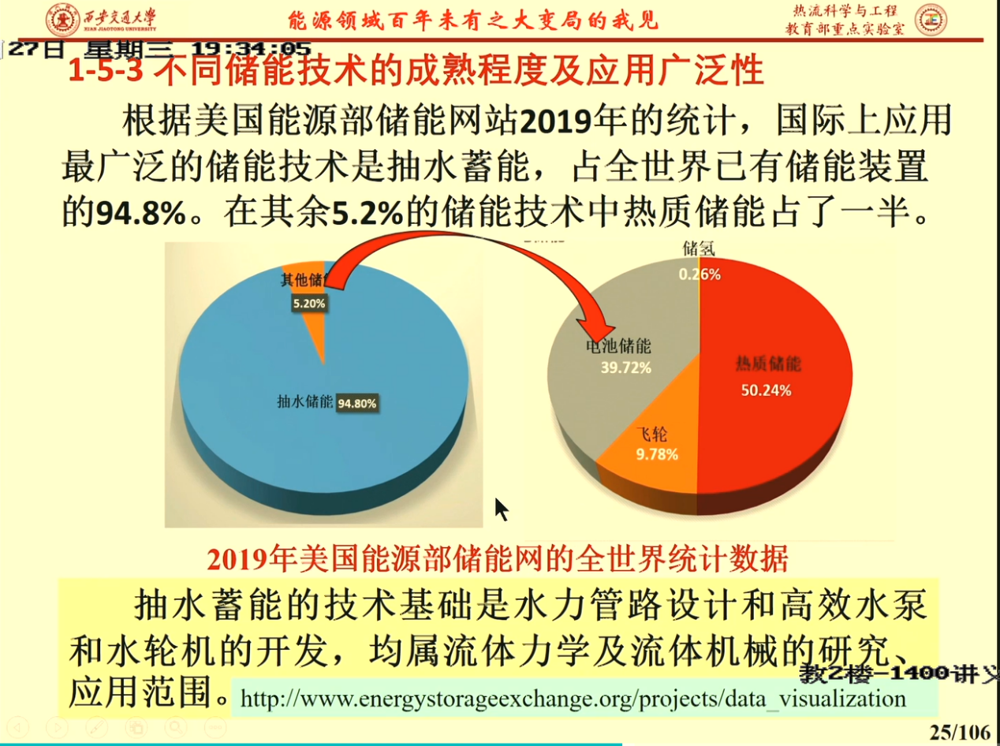 西安交通大学
XI'AN JIAOTONG UNIVERSITY
能源领域百年未有之大变局的我见
热流科学与工程
教育部重点实验室
27日 星期三 19:34:05
1-5-3 不同储能技术的成熟程度及应用广泛性
根据美国能源部储能网站2019年的统计，国际上应用
最广泛的储能技术是抽水蓄能，占全世界已有储能装置
的94.8%。在其余5.2%的储能技术中热质储能占了一半。
其他储
5.20%
抽水储能 94.80%
储氢
0.26%
电池储能
39.72%
热质储能
50.24%
飞轮
9.78%
2019年美国能源部储能网的全世界统计数据
抽水蓄能的技术基础是水力管路设计和高效水泵
和水轮机的开发，均属流体力学及流体机械的研究、
应用范围。
http://www.energystorageexchange.org/projects/data_visualization
教2楼-1400讲义
25/106